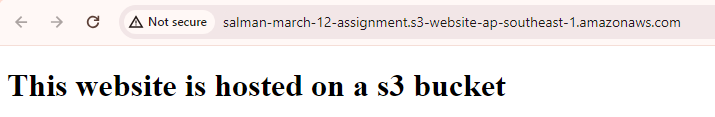 Not secure salman-march-12-assignment.s3-website-ap-southeast-1.amazonaws.com
This website is hosted on a s3 bucket